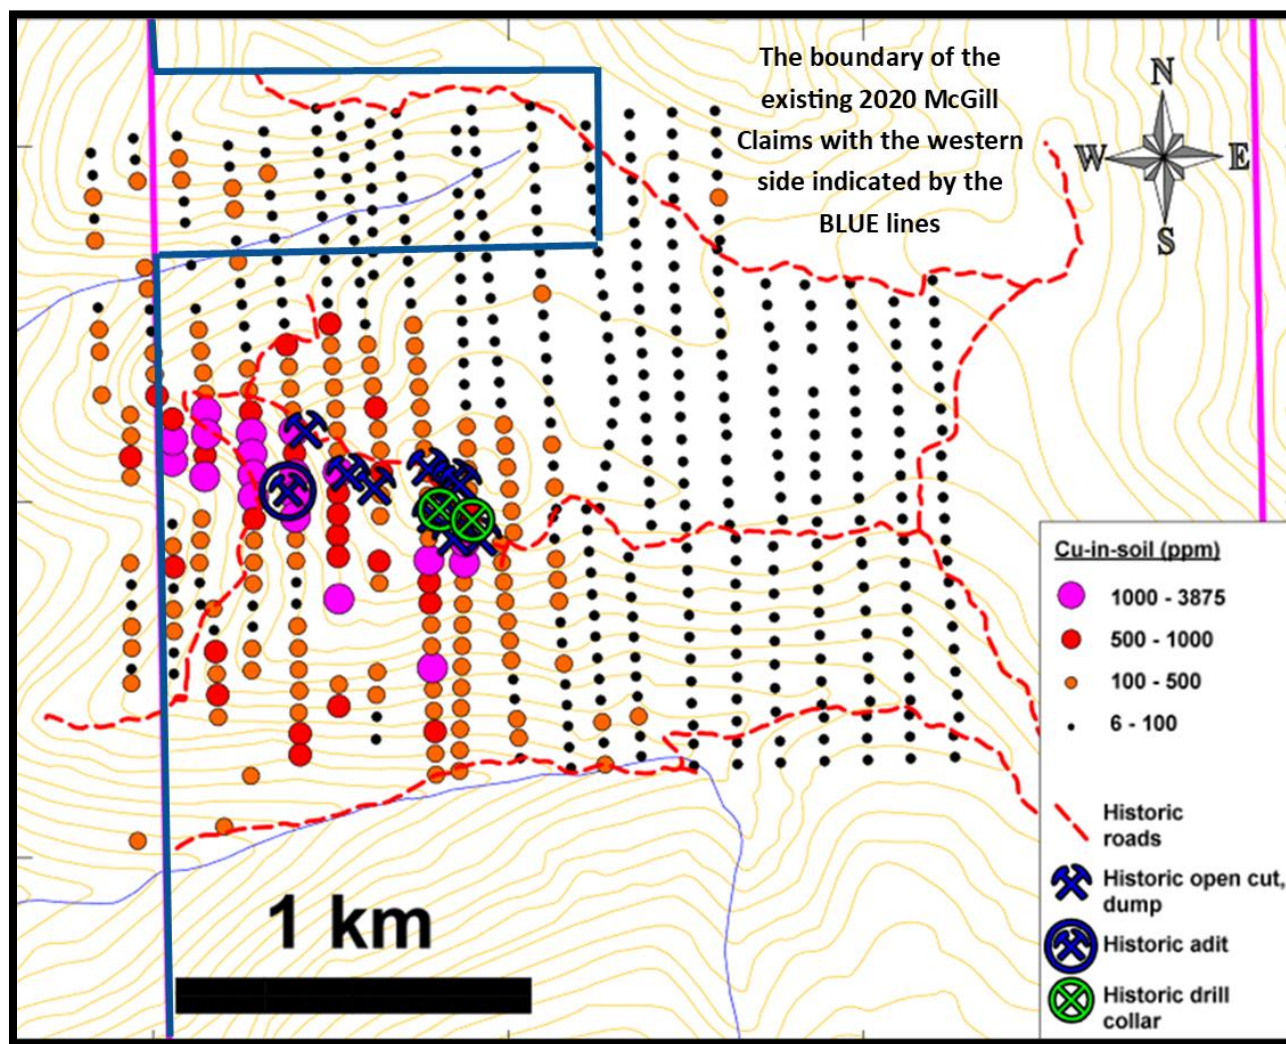 The boundary of the
existing 2020 McGill
Claims with the western
side indicated by the
BLUE lines
N
W
E
S
Cu-in-soil (ppm)
1000 - 3875
500 - 1000
100 - 500
6 - 100
Historic
roads
Historic open cut,
dump
Historic adit
Historic drill
collar
1 km